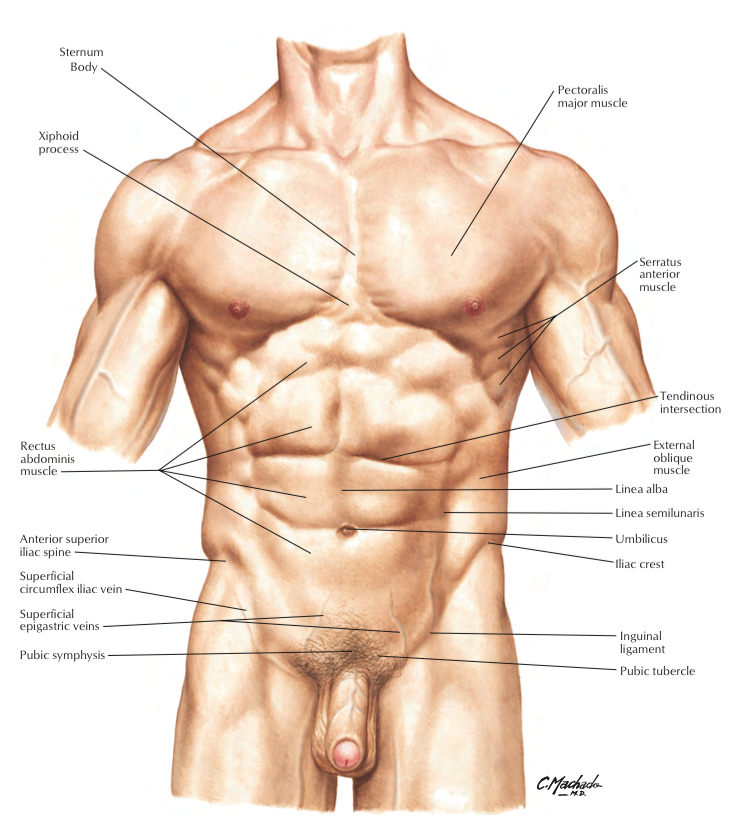 Sternum
Body
Pectoralis
major muscle
Xiphoid
process
Serratus
anterior
muscle
Tendinous
intersection
Rectus
abdominis
muscle
External
oblique
muscle
Linea alba
Linea semilunaris
Umbilicus
Iliac crest
Anterior superior
iliac spine
Superficial
circumflex iliac vein
Superficial
epigastric veins
Inguinal
ligament
Pubic symphysis
Pubic tubercle
C.Machado
M.D.